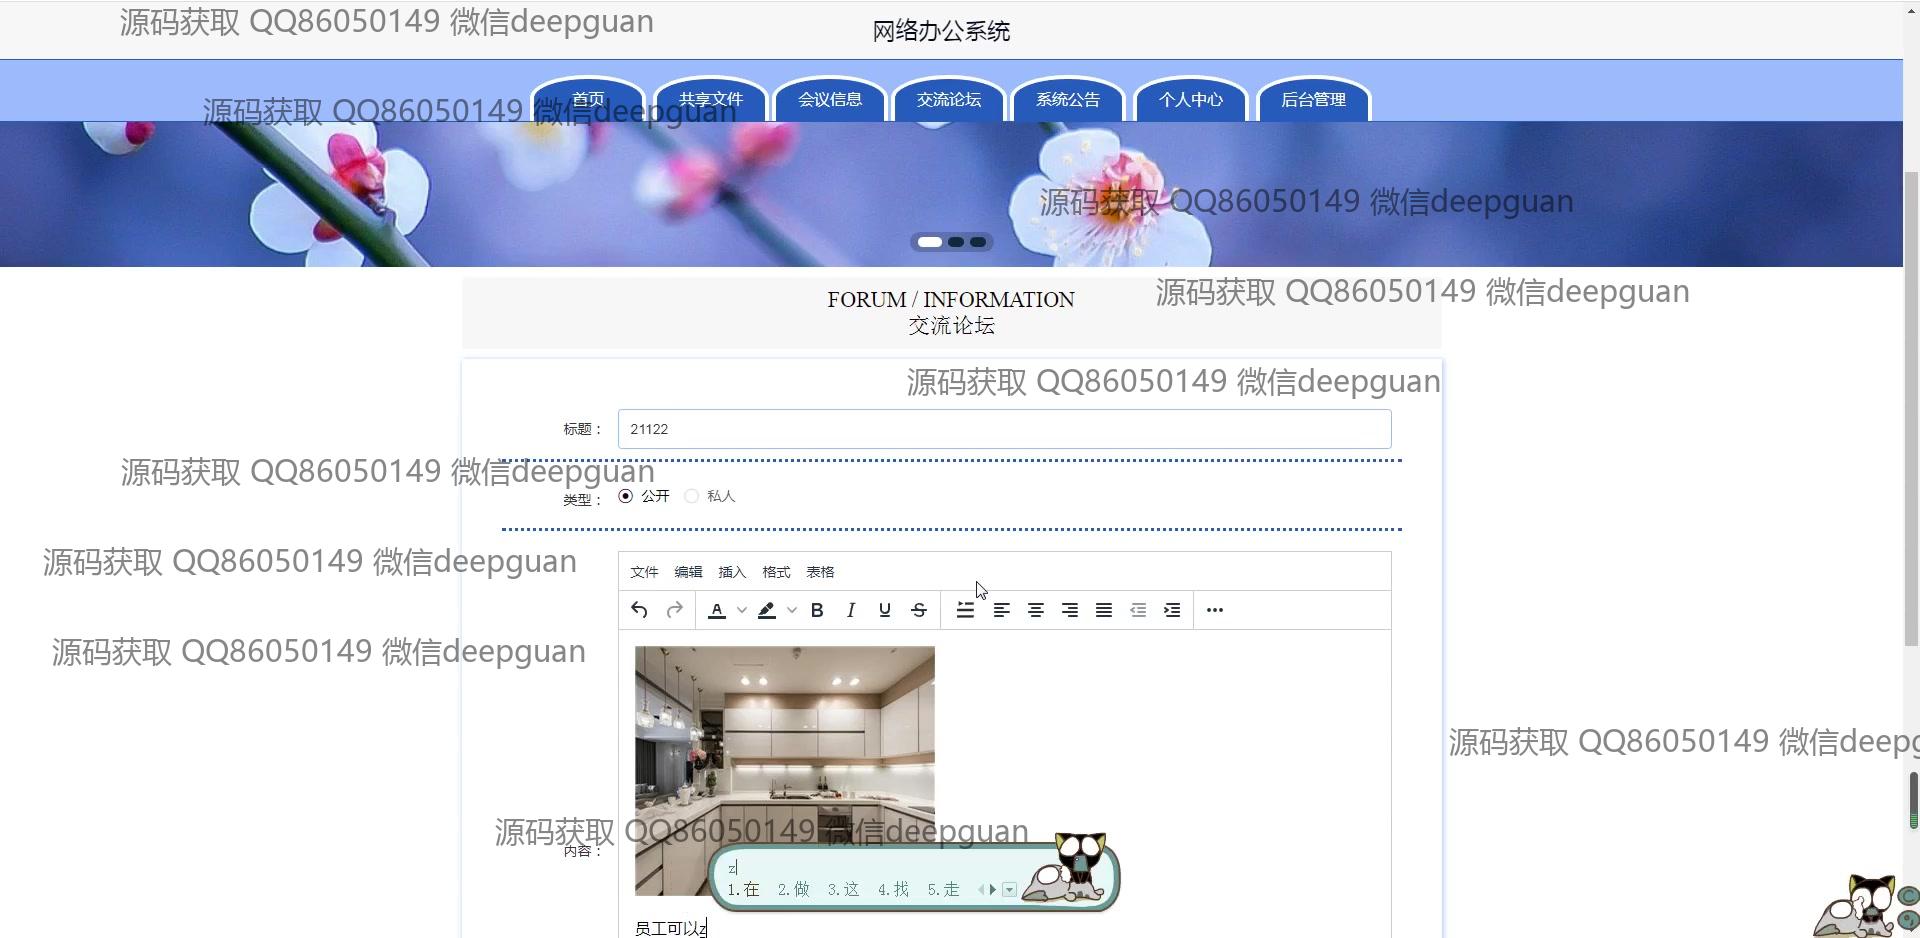 源码获取 QQ86050149 微信deepguan
网络办公系统
首页 共享文件 会议信息 交流论坛 系统公告 个人中心 后台管理
源码获取 QQ86050149 微信deepguan
源码获取 QQ86050149 微信deepguan
FORUM / INFORMATION
源码获取 QQ86050149 微信deepguan
交流论坛
源码获取 QQ86050149 微信deepguan
标题： 21122
源码获取 QQ86050149 微信deepguan
类型： 公开 私人
源码获取 QQ86050149 微信deepguan
文件 编辑 插入 格式 表格
A B I U S
源码获取 QQ86050149 微信deepguan
源码获取 QQ86050149 微信deep
源码获取 QQ86050149 微信deepguan
内容：
z
1.在 2.做 3.这 4.找 5.走
员工可以z